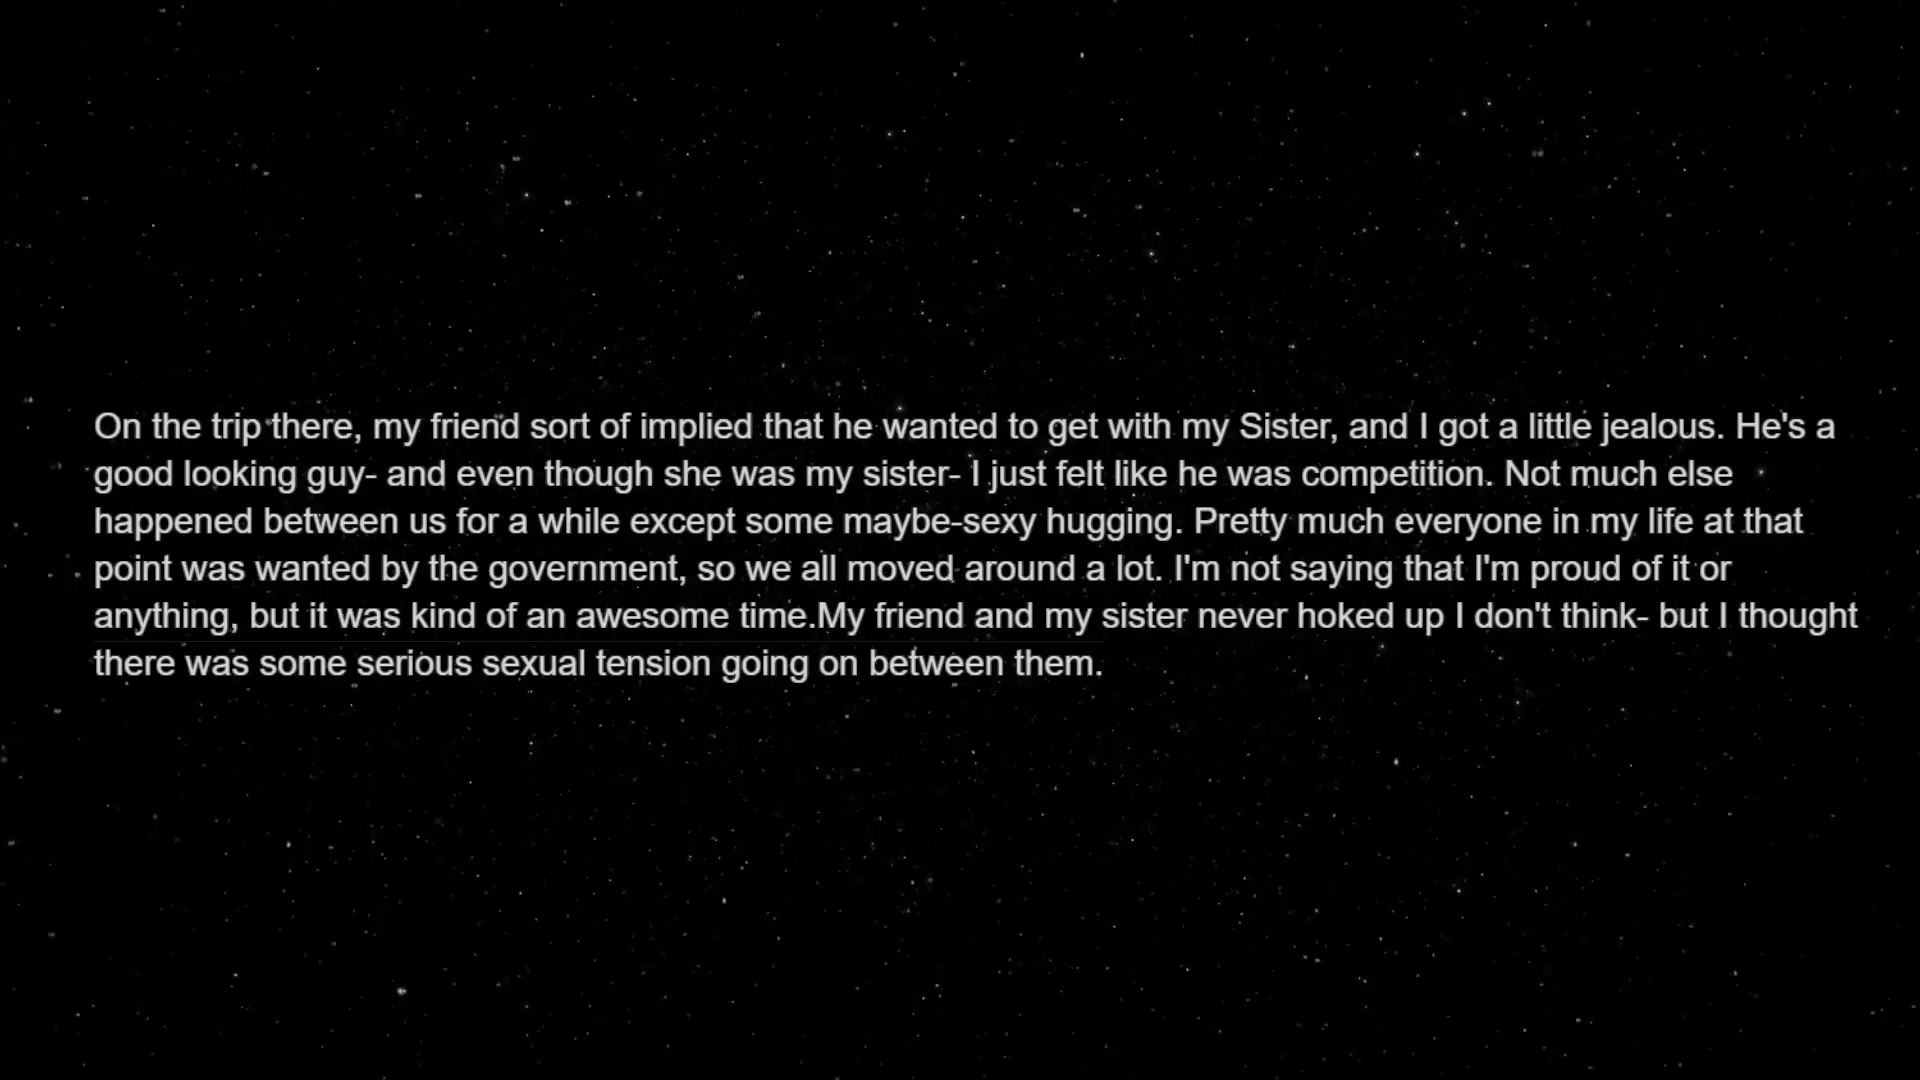 On the trip there, my friend sort of implied that he wanted to get with my Sister, and I got a little jealous. He's a
good looking guy- and even though she was my sister- I just felt like he was competition. Not much else
happened between us for a while except some maybe-sexy hugging. Pretty much everyone in my life at that
point was wanted by the government, so we all moved around a lot. I'm not saying that I'm proud of it or
anything, but it was kind of an awesome time.My friend and my sister never hoked up I don't think- but I thought
there was some serious sexual tension going on between them.